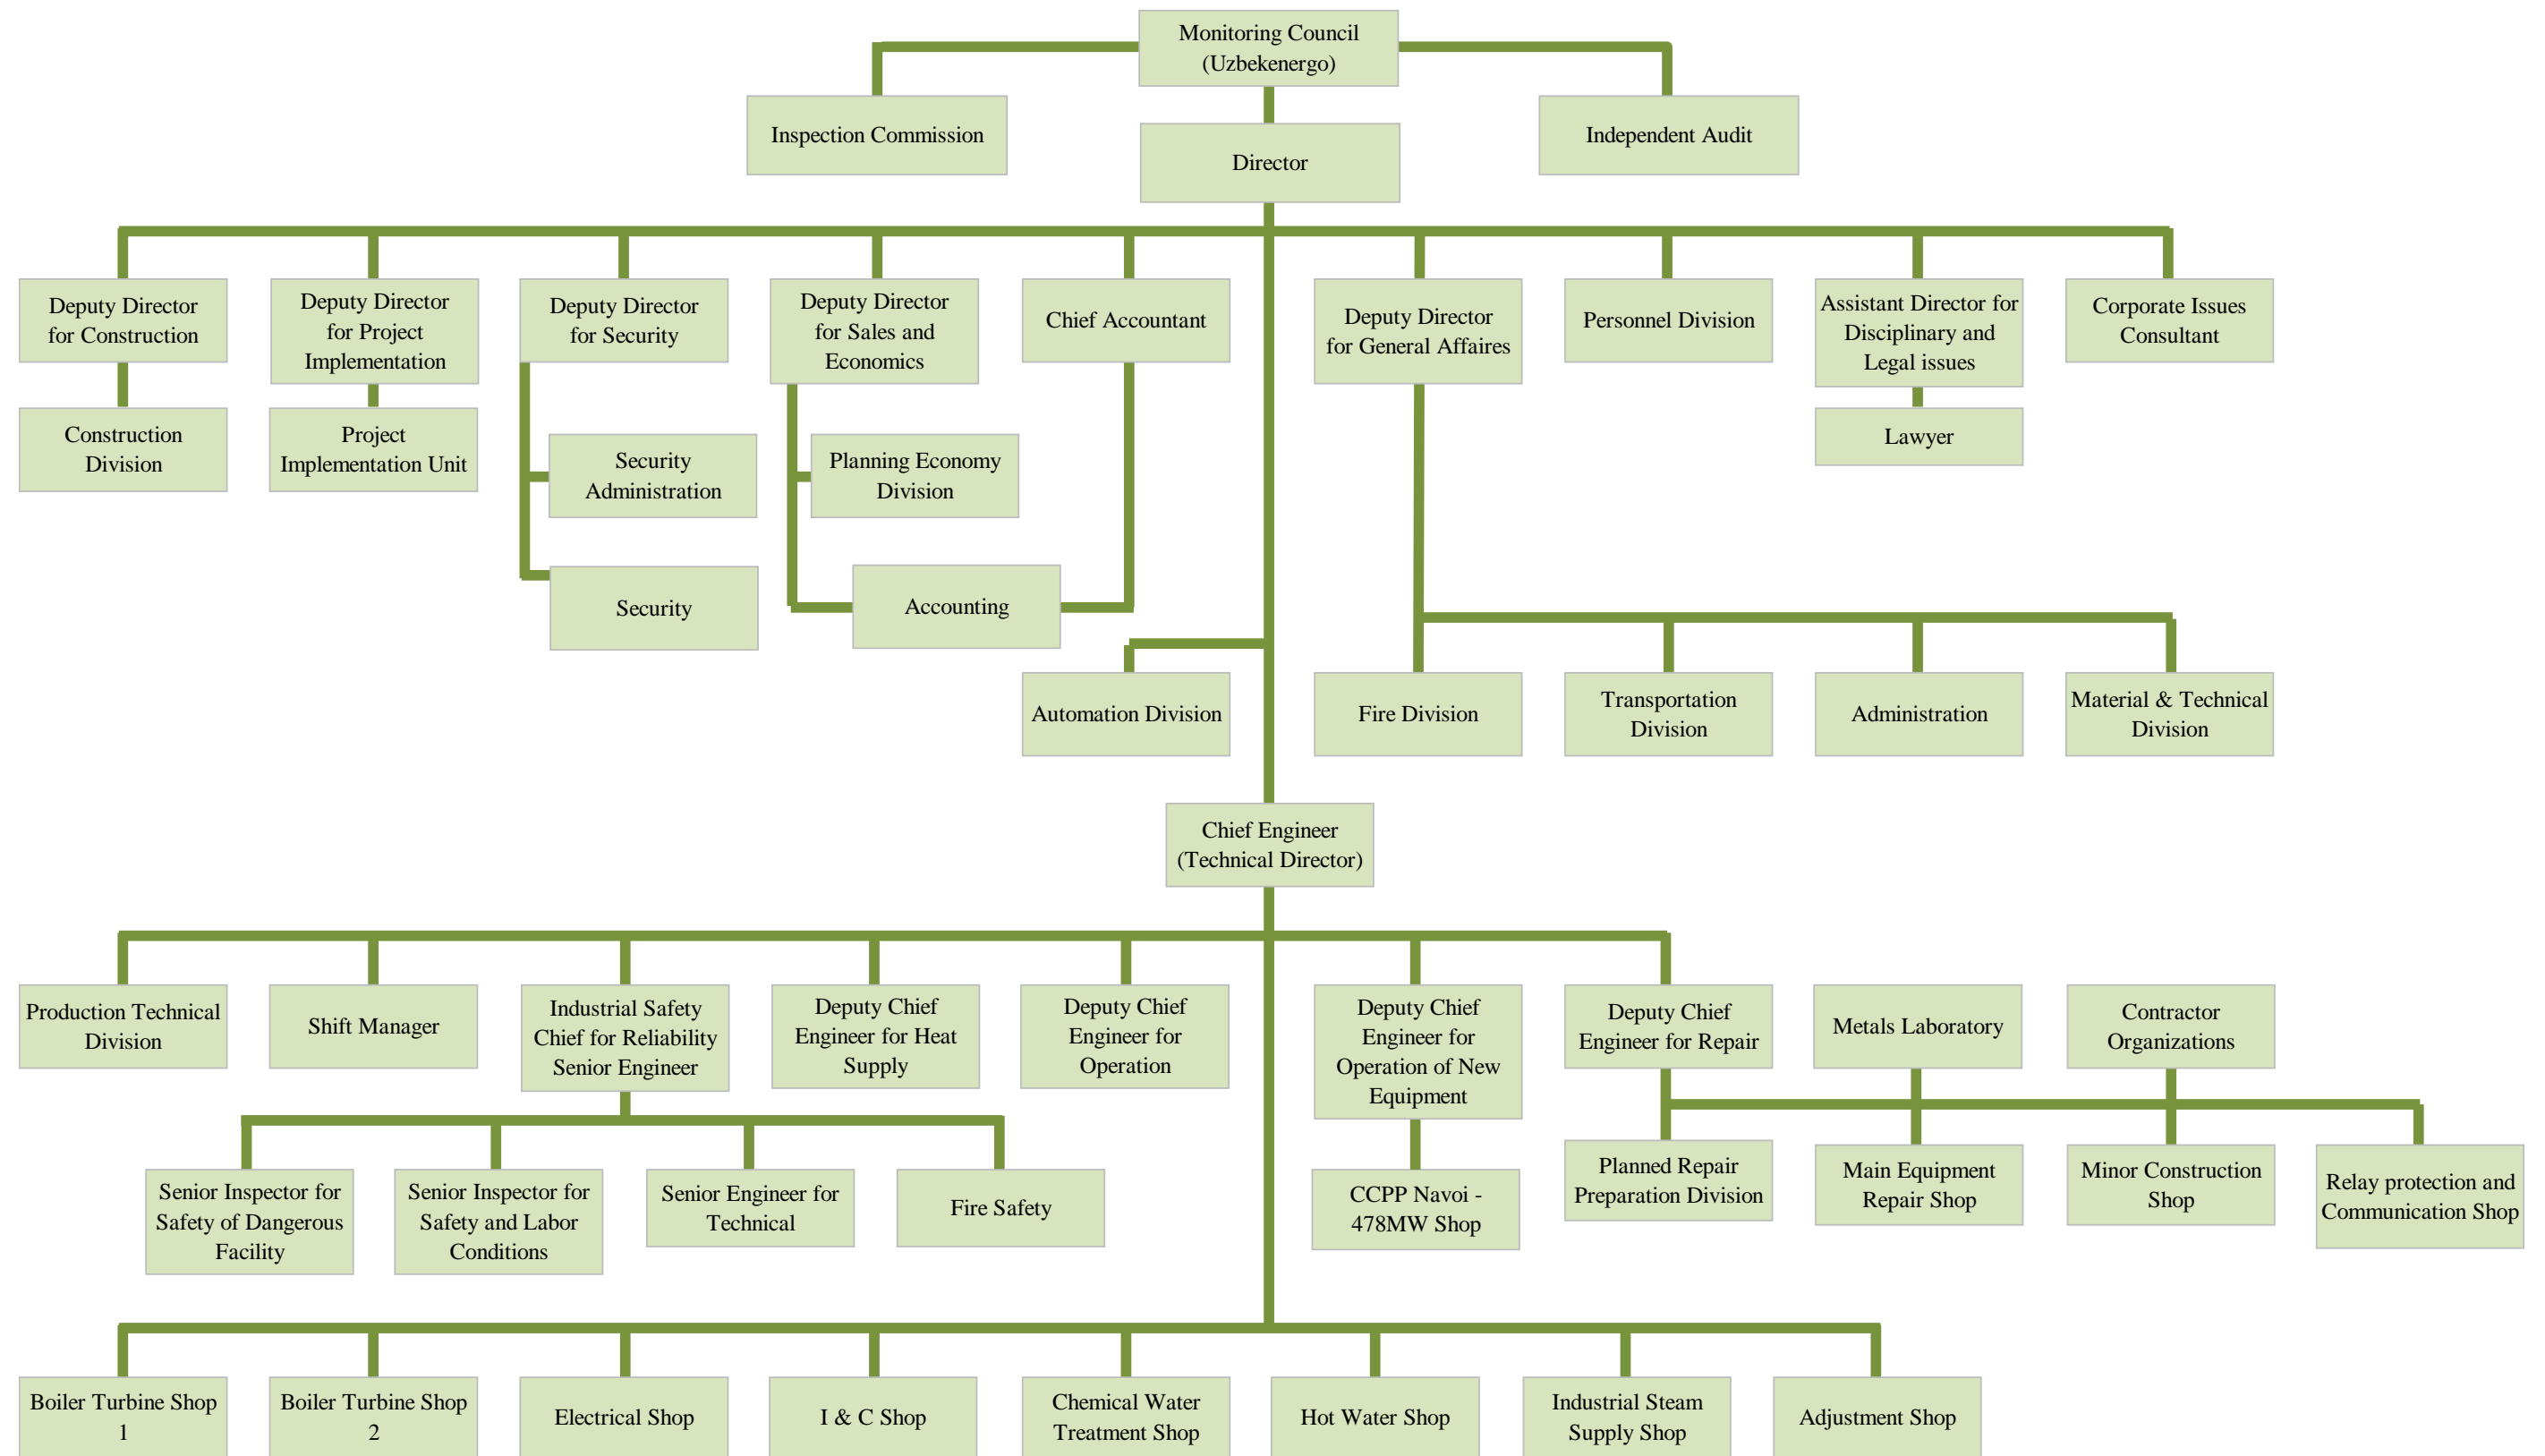 Monitoring Council
(Uzbekenergo)
Inspection Commission
Independent Audit
Director
Deputy Director
for Construction
Deputy Director
for Project
Implementation
Deputy Director
for Security
Deputy Director
for Sales and
Economics
Chief Accountant
Deputy Director
for General Affaires
Personnel Division
Assistant Director for
Disciplinary and
Legal issues
Corporate Issues
Consultant
Construction
Division
Project
Implementation Unit
Security
Administration
Planning Economy
Division
Lawyer
Security
Accounting
Automation Division
Fire Division
Transportation
Division
Administration
Material & Technical
Division
Chief Engineer
(Technical Director)
Production Technical
Division
Shift Manager
Industrial Safety
Chief for Reliability
Senior Engineer
Deputy Chief
Engineer for Heat
Supply
Deputy Chief
Engineer for
Operation
Deputy Chief
Engineer for
Operation of New
Equipment
Deputy Chief
Engineer for Repair
Metals Laboratory
Contractor
Organizations
Senior Inspector for
Safety of Dangerous
Facility
Senior Inspector for
Safety and Labor
Conditions
Senior Engineer for
Technical
Fire Safety
CCPP Navoi -
478MW Shop
Planned Repair
Preparation Division
Main Equipment
Repair Shop
Minor Construction
Shop
Relay protection and
Communication Shop
Boiler Turbine Shop
1
Boiler Turbine Shop
2
Electrical Shop
I & C Shop
Chemical Water
Treatment Shop
Hot Water Shop
Industrial Steam
Supply Shop
Adjustment Shop